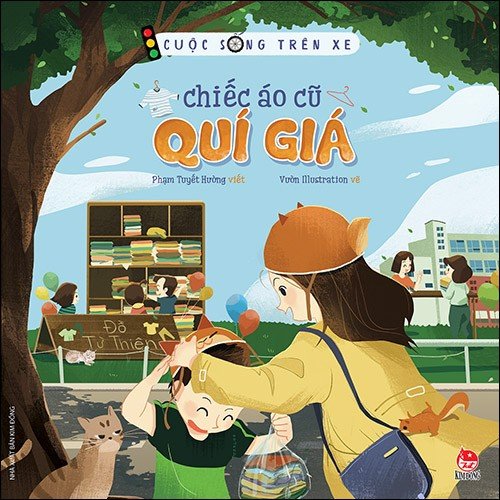 CUỘC SỐNG TRÊN XE
chiếc áo cũ
QUÍ GIÁ
Phạm Tuyết Hường viết
Vườn Illustration vẽ
Đồ
Từ Thiện
NHÀ XUẤT BẢN KIM ĐỒNG
KIM ĐỒNG